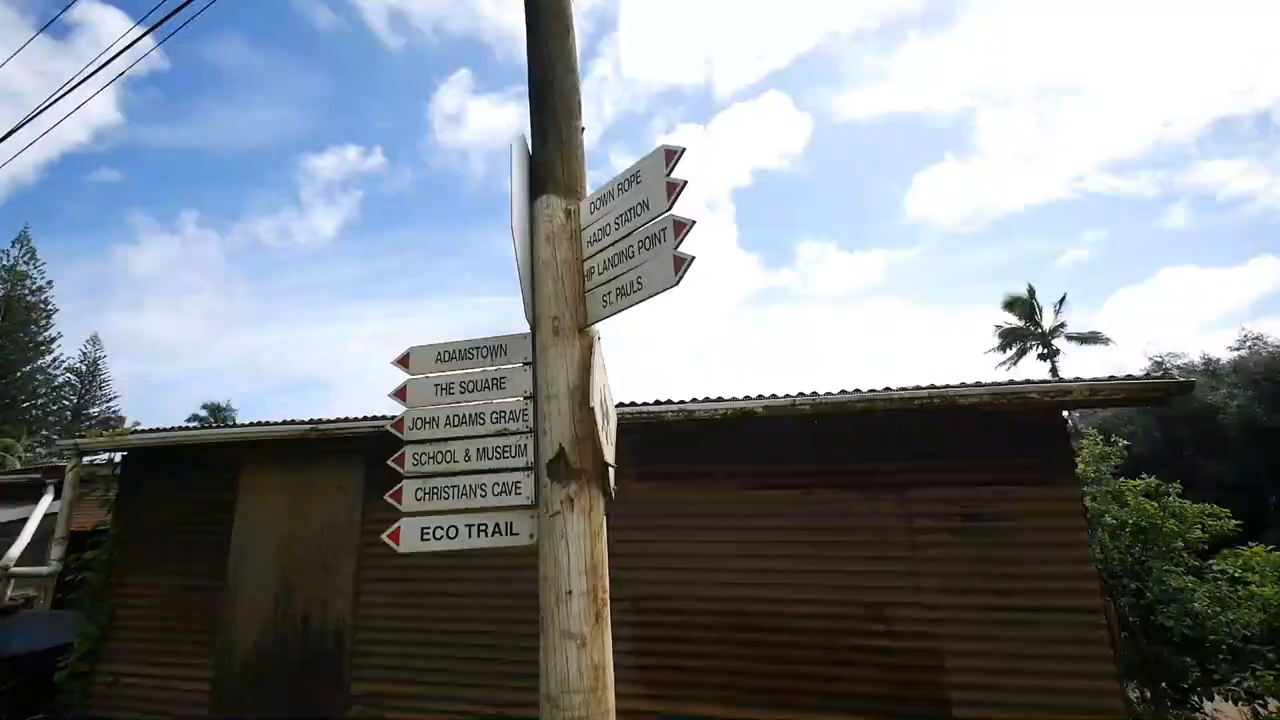 DOWN ROPE
RADIO STATION
HIP LANDING POINT
ST. PAULS
ADAMSTOWN
THE SQUARE
JOHN ADAMS GRAVE
SCHOOL & MUSEUM
CHRISTIAN'S CAVE
ECO TRAIL